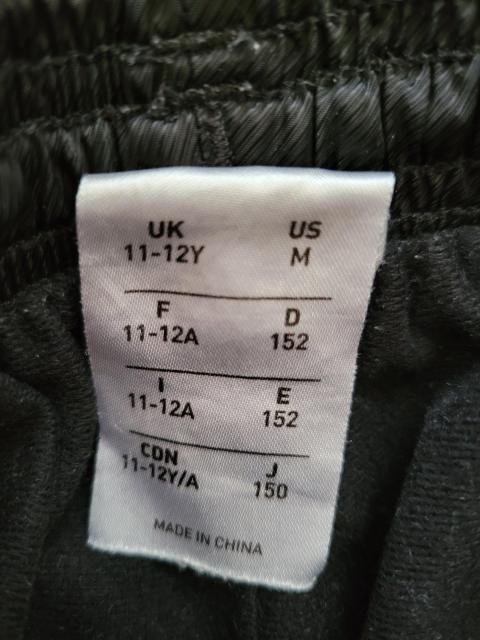 UK US
11-12Y M
F D
11-12A 152
I E
11-12A 152
CDN J
11-12Y/A 150
MADE IN CHINA